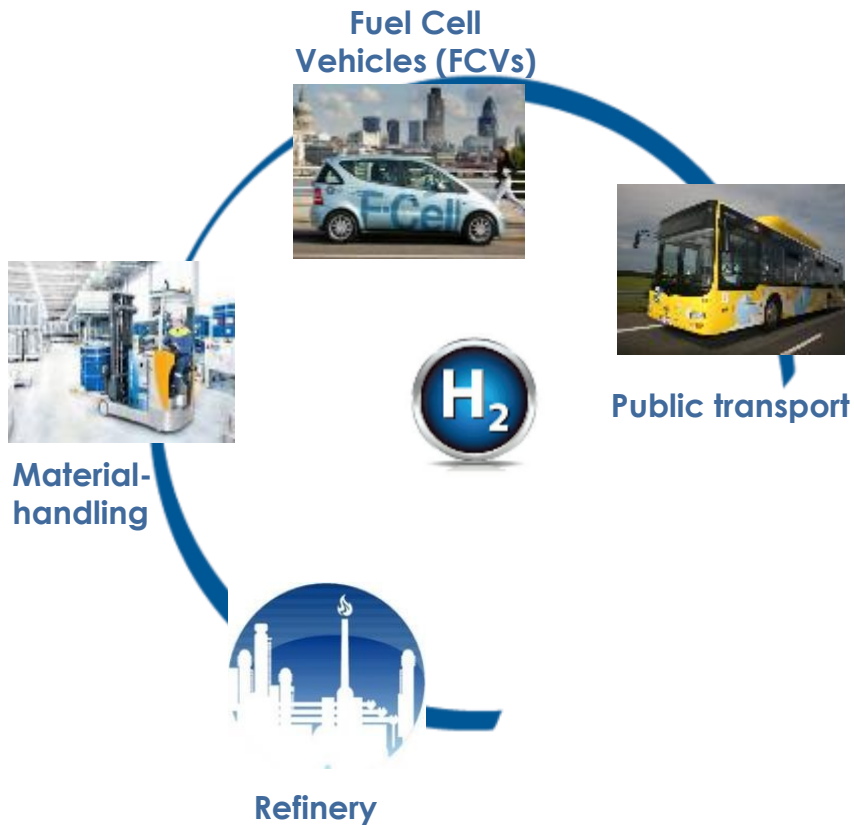 Fuel Cell
Vehicles (FCVs)
F-Cell
H2
Public transport
Material-
handling
Refinery